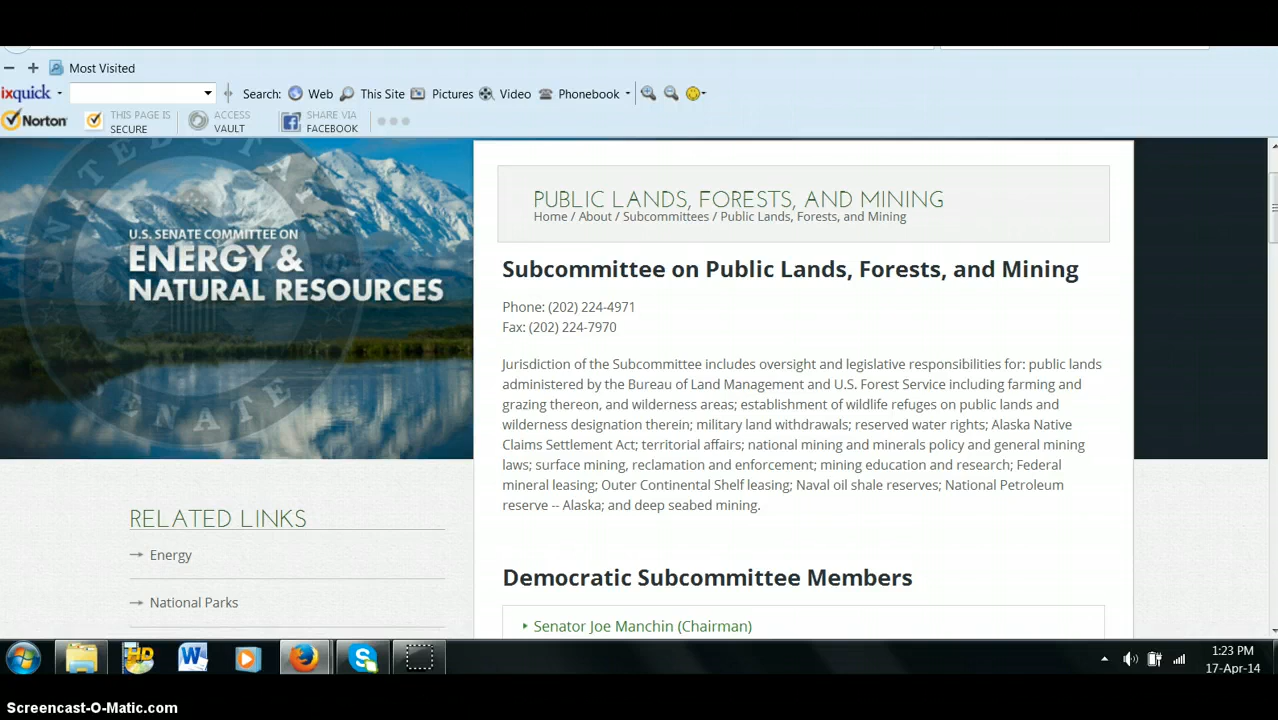 Most Visited
ixquick Search: Web This Site Pictures Video Phonebook
Norton THIS PAGE IS SECURE ACCESS VAULT SHARE VIA FACEBOOK
UNITED STATES
SENATE
U.S. SENATE COMMITTEE ON
ENERGY &
NATURAL RESOURCES
RELATED LINKS
Energy
National Parks
PUBLIC LANDS, FORESTS, AND MINING
Home / About / Subcommittees / Public Lands, Forests, and Mining
Subcommittee on Public Lands, Forests, and Mining
Phone: (202) 224-4971
Fax: (202) 224-7970
Jurisdiction of the Subcommittee includes oversight and legislative responsibilities for: public lands
administered by the Bureau of Land Management and U.S. Forest Service including farming and
grazing thereon, and wilderness areas; establishment of wildlife refuges on public lands and
wilderness designation therein; military land withdrawals; reserved water rights; Alaska Native
Claims Settlement Act; territorial affairs; national mining and minerals policy and general mining
laws; surface mining, reclamation and enforcement; mining education and research; Federal
mineral leasing; Outer Continental Shelf leasing; Naval oil shale reserves; National Petroleum
reserve -- Alaska; and deep seabed mining.
Democratic Subcommittee Members
Senator Joe Manchin (Chairman)
HD
W
S
1:23 PM
17-Apr-14
Screencast-O-Matic.com